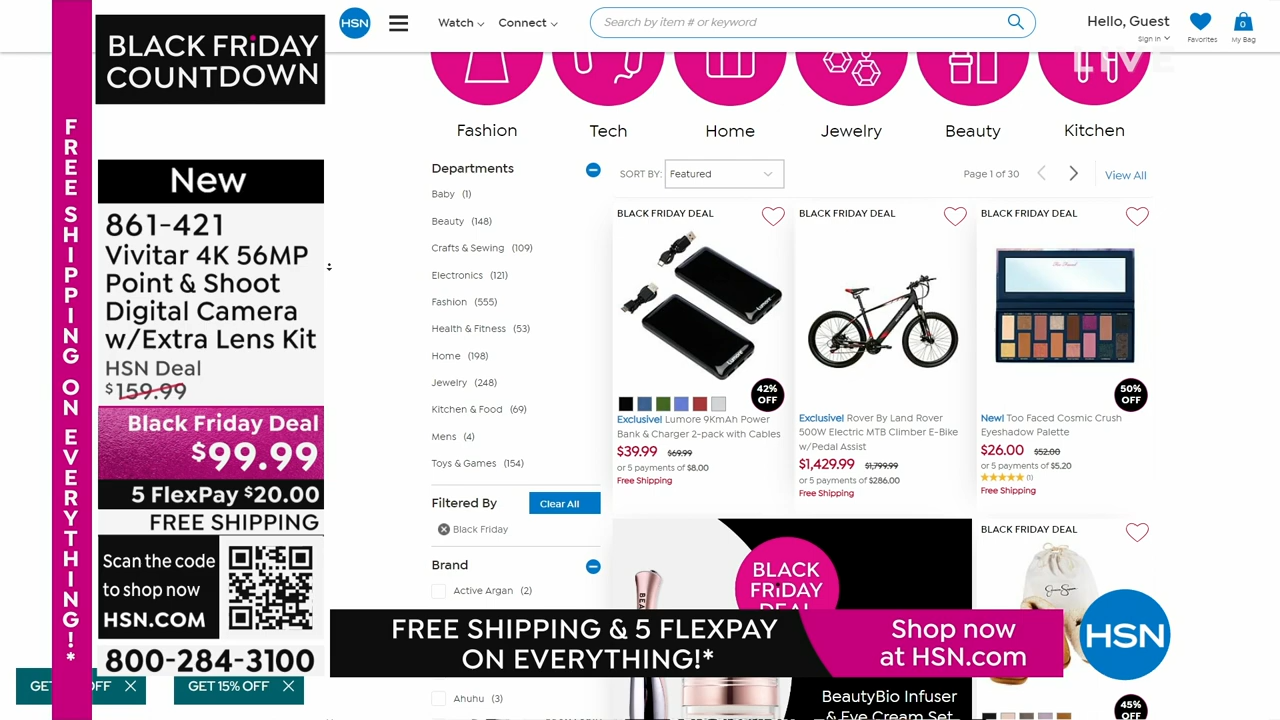 FREE SHIPPING ON EVERYTHING!*
BLACK FRiDAY
COUNTDOWN
New
861-421
Vivitar 4K 56MP
Point & Shoot
Digital Camera
w/Extra Lens Kit
HSN Deal
$159.99
Black Friday Deal
$99.99
5 FlexPay $20.00
FREE SHIPPING
Scan the code
to shop now
HSN.COM
800-284-3100
GET
OFF
GET 15% OFF
HSN
Watch
Connect
Search by item # or keyword
Hello, Guest
Sign in
Favorites
0
My Bag
LIVE
Fashion
Tech
Home
Jewelry
Beauty
Kitchen
Departments
Baby (1)
Beauty (148)
Crafts & Sewing (109)
Electronics (121)
Fashion (555)
Health & Fitness (53)
Home (198)
Jewelry (248)
Kitchen & Food (69)
Mens (4)
Toys & Games (154)
Filtered By
Clear All
Black Friday
Brand
Active Argan (2)
Ahuhu (3)
SORT BY:
Featured
Page 1 of 30
View All
BLACK FRIDAY DEAL
Lumore
Lumore
42%
OFF
Exclusive! Lumore 9KmAh Power
Bank & Charger 2-pack with Cables
$39.99 $69.99
or 5 payments of $8.00
Free Shipping
BLACK FRIDAY DEAL
Exclusive! Rover By Land Rover
500W Electric MTB Climber E-Bike
w/Pedal Assist
$1,429.99 $1,799.99
or 5 payments of $286.00
Free Shipping
BLACK FRIDAY DEAL
50%
OFF
New! Too Faced Cosmic Crush
Eyeshadow Palette
$26.00 $52.00
or 5 payments of $5.20
(1)
Free Shipping
BLACK
FRiDAY
DEAL
BeautyBio Infuser
& Eye Cream Set
BLACK FRIDAY DEAL
45%
OFF
FREE SHIPPING & 5 FLEXPAY
ON EVERYTHING!*
Shop now
at HSN.com
HSN